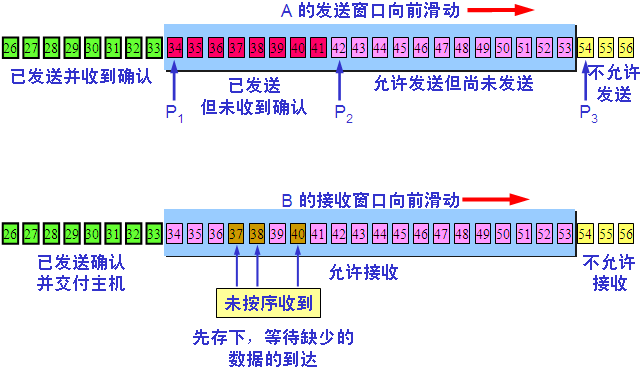 A 的发送窗口向前滑动
26 27 28 29 30 31 32 33 34 35 36 37 38 39 40 41 42 43 44 45 46 47 48 49 50 51 52 53 54 55 56
已发送并收到确认
已发送
但未收到确认
允许发送但尚未发送
不允许
发送
P1
P2
P3
B 的接收窗口向前滑动
26 27 28 29 30 31 32 33 34 35 36 37 38 39 40 41 42 43 44 45 46 47 48 49 50 51 52 53 54 55 56
已发送确认
并交付主机
允许接收
不允许
接收
未按序收到
先存下，等待缺少的
数据的到达